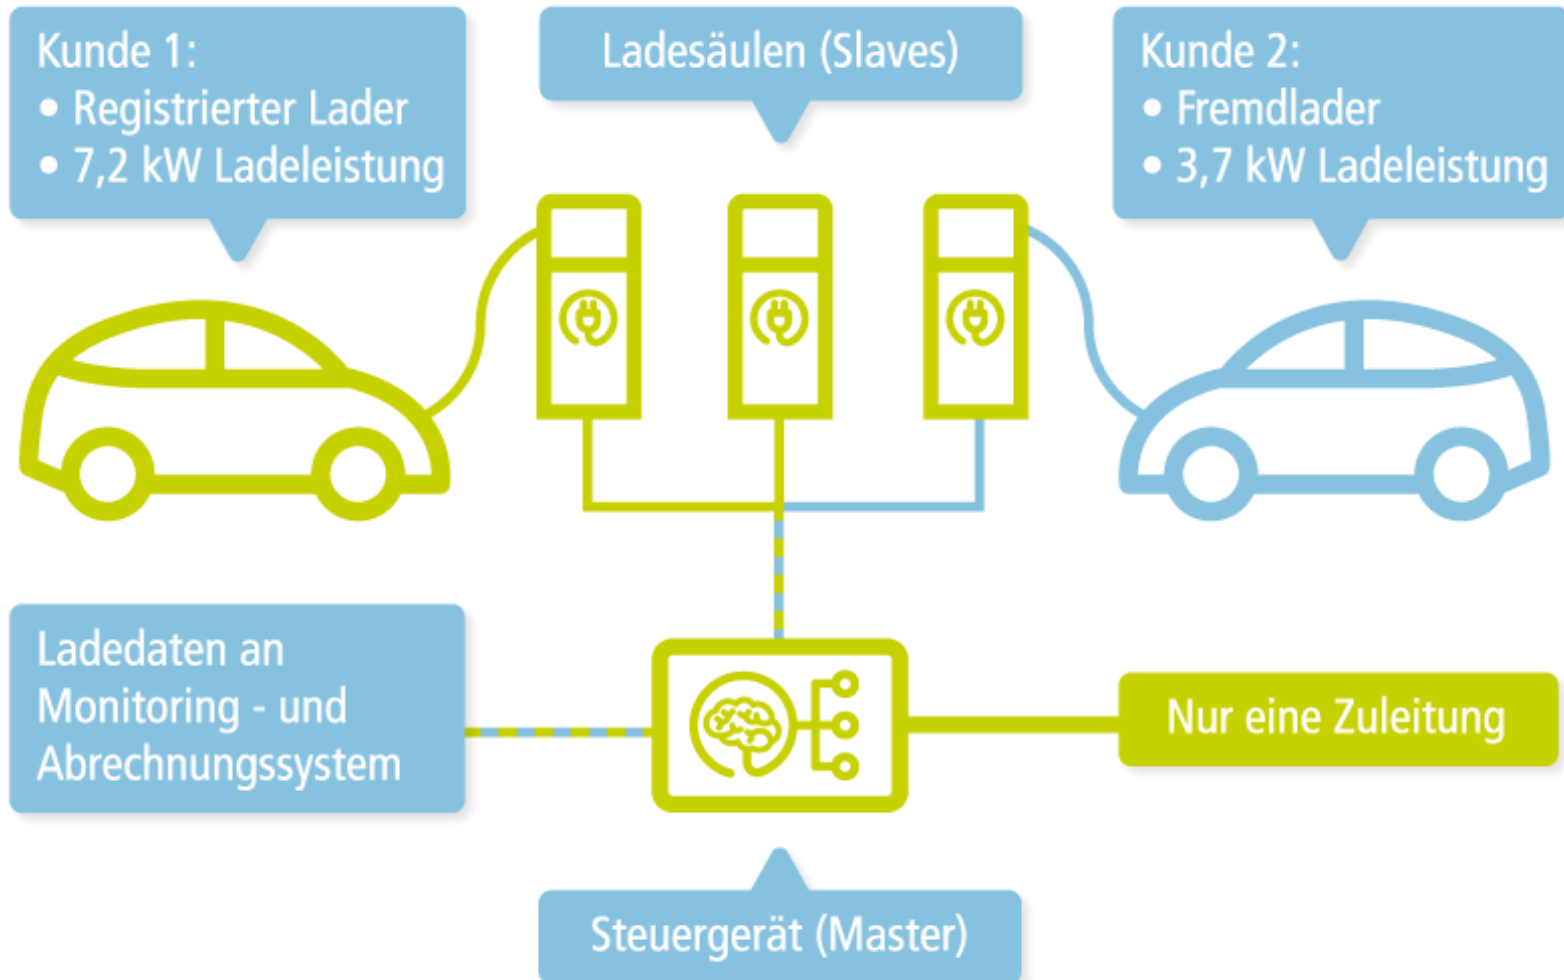 Kunde 1:
• Registrierter Lader
• 7,2 kW Ladeleistung
Ladesäulen (Slaves)
Kunde 2:
• Fremdlader
• 3,7 kW Ladeleistung
Ladedaten an
Monitoring - und
Abrechnungssystem
Nur eine Zuleitung
Steuergerät (Master)